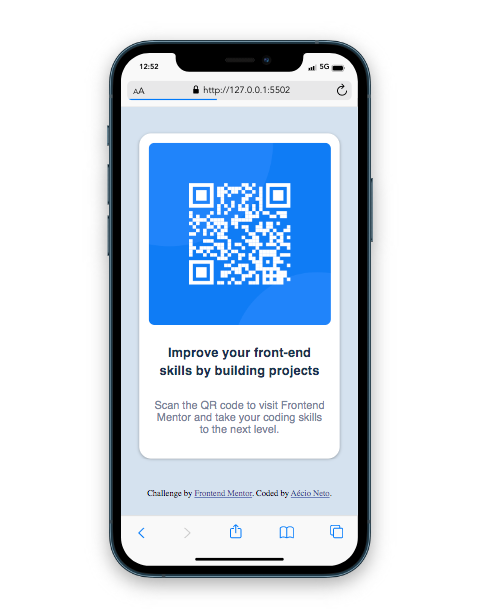 12:52
5G
AA
http://127.0.0.1:5502
Improve your front-end
skills by building projects
Scan the QR code to visit Frontend
Mentor and take your coding skills
to the next level.
Challenge by Frontend Mentor. Coded by Aécio Neto.